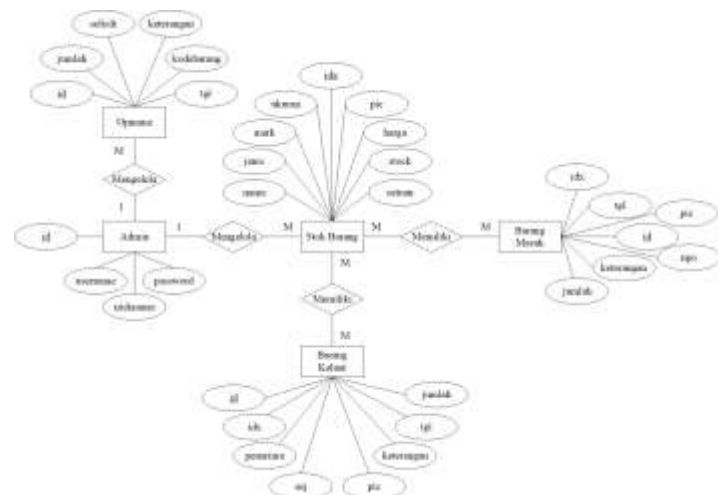 selisih
keterangan
jumlah
kodebarang
id
tgl
Opname
M
Mengelola
1
Admin
id
username
password
nickname
1
Mengelola
M
idx
ukuran
pic
merk
harga
jenis
stock
nama
satuan
Stok Barang
M
Memiliki
M
Barang
Masuk
idx
tgl
pic
id
keterangan
jumlah
M
Memiliki
M
Barang
Keluar
id
jumlah
idx
tgl
penerima
keterangan
pic